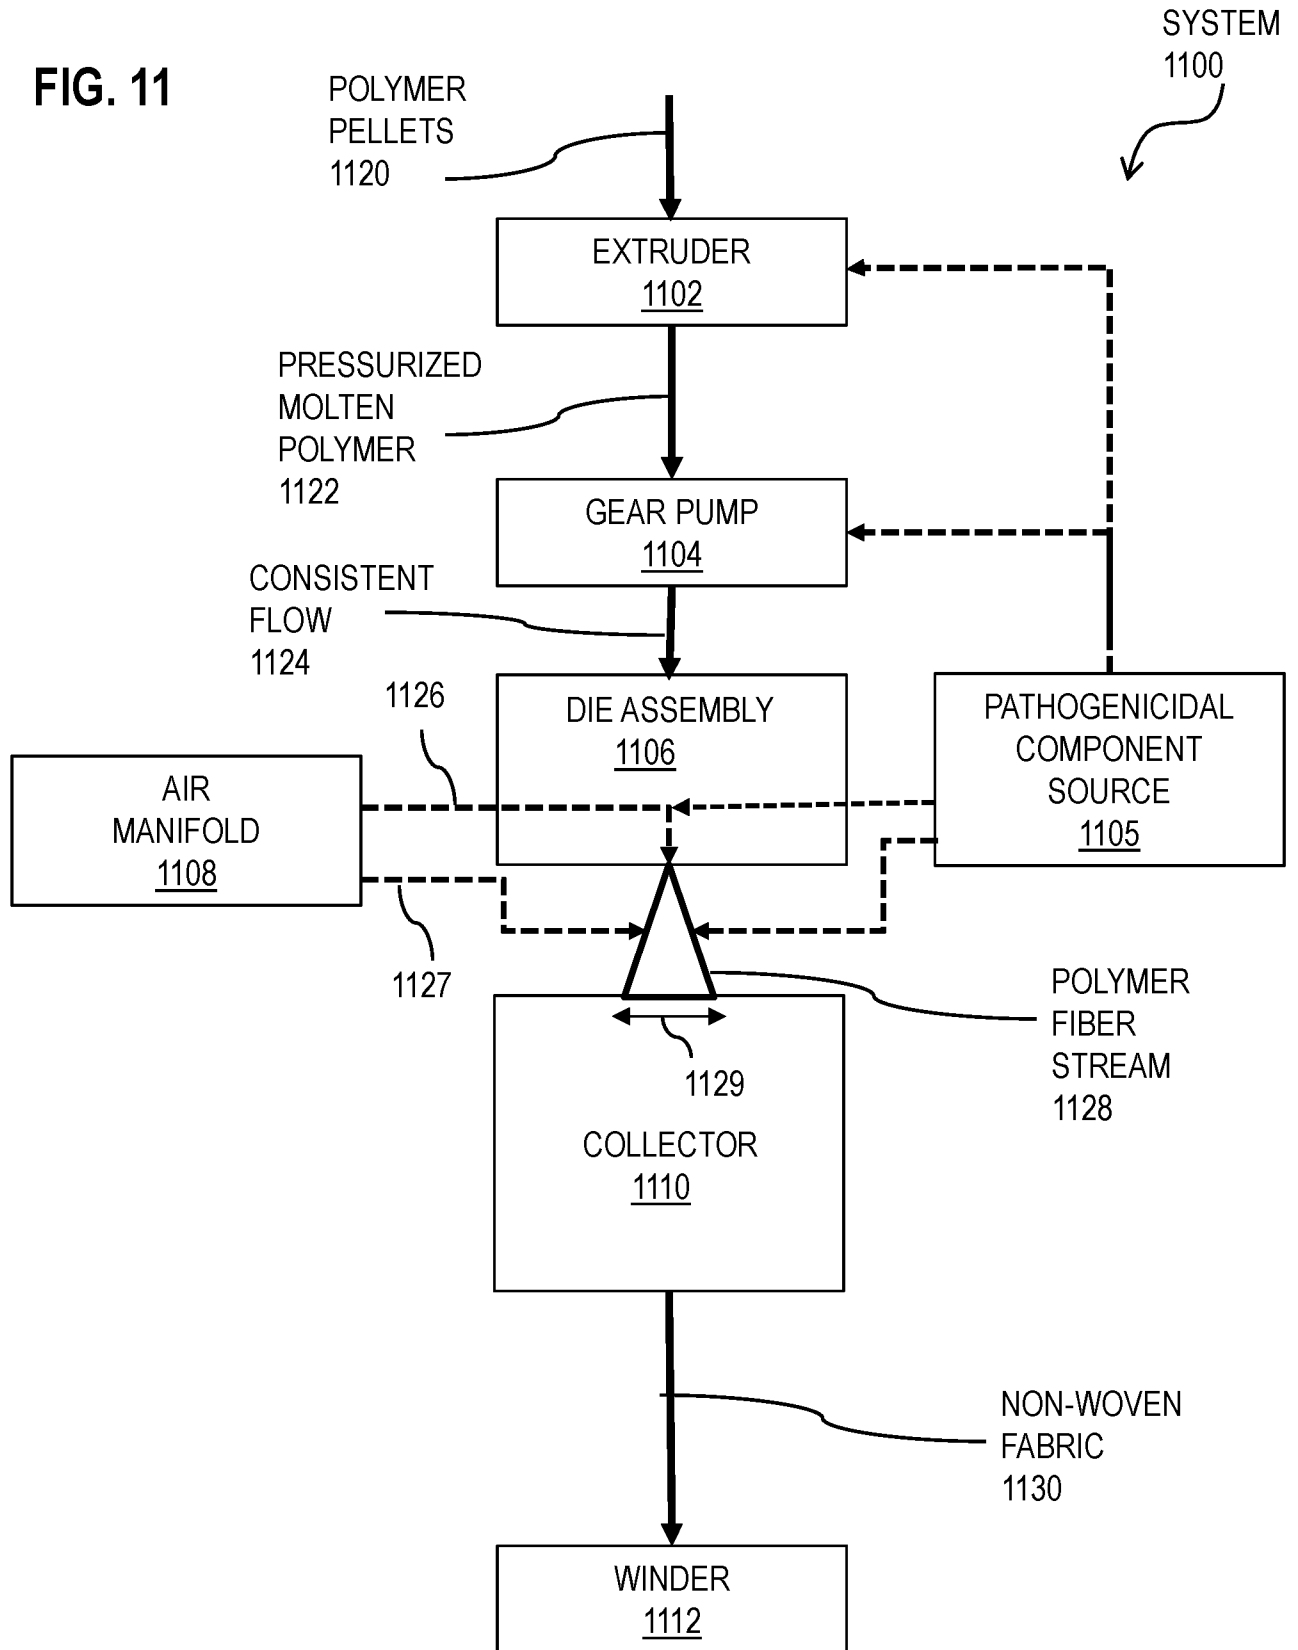 SYSTEM
1100
FIG. 11
POLYMER
PELLETS
1120
EXTRUDER
1102
PRESSURIZED
MOLTEN
POLYMER
1122
GEAR PUMP
1104
CONSISTENT
FLOW
1124
1126
DIE ASSEMBLY
1106
PATHOGENICIDAL
COMPONENT
SOURCE
1105
AIR
MANIFOLD
1108
1127
POLYMER
FIBER
STREAM
1128
1129
COLLECTOR
1110
NON-WOVEN
FABRIC
1130
WINDER
1112